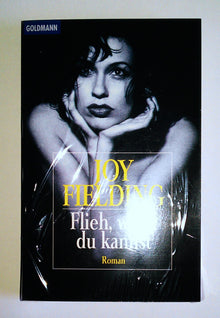 GOLDMANN
JOY
FIELDING
Flieh,
du kannst
Roman